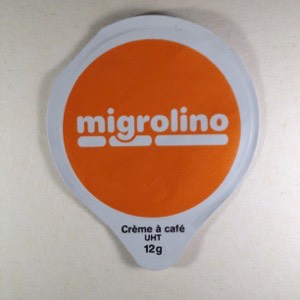 migrolino
Crème à café
UHT
12g